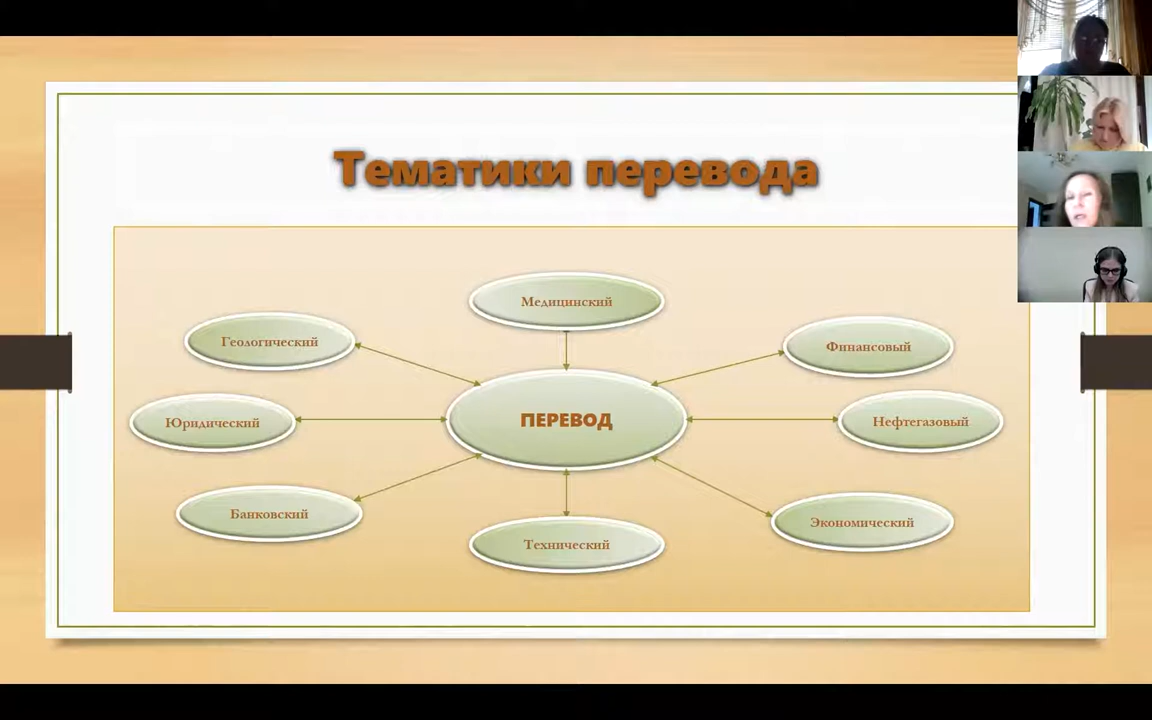 Тематики перевода
Медицинский
Геологический
Финансовый
Юридический
ПЕРЕВОД
Нефтегазовый
Банковский
Экономический
Технический